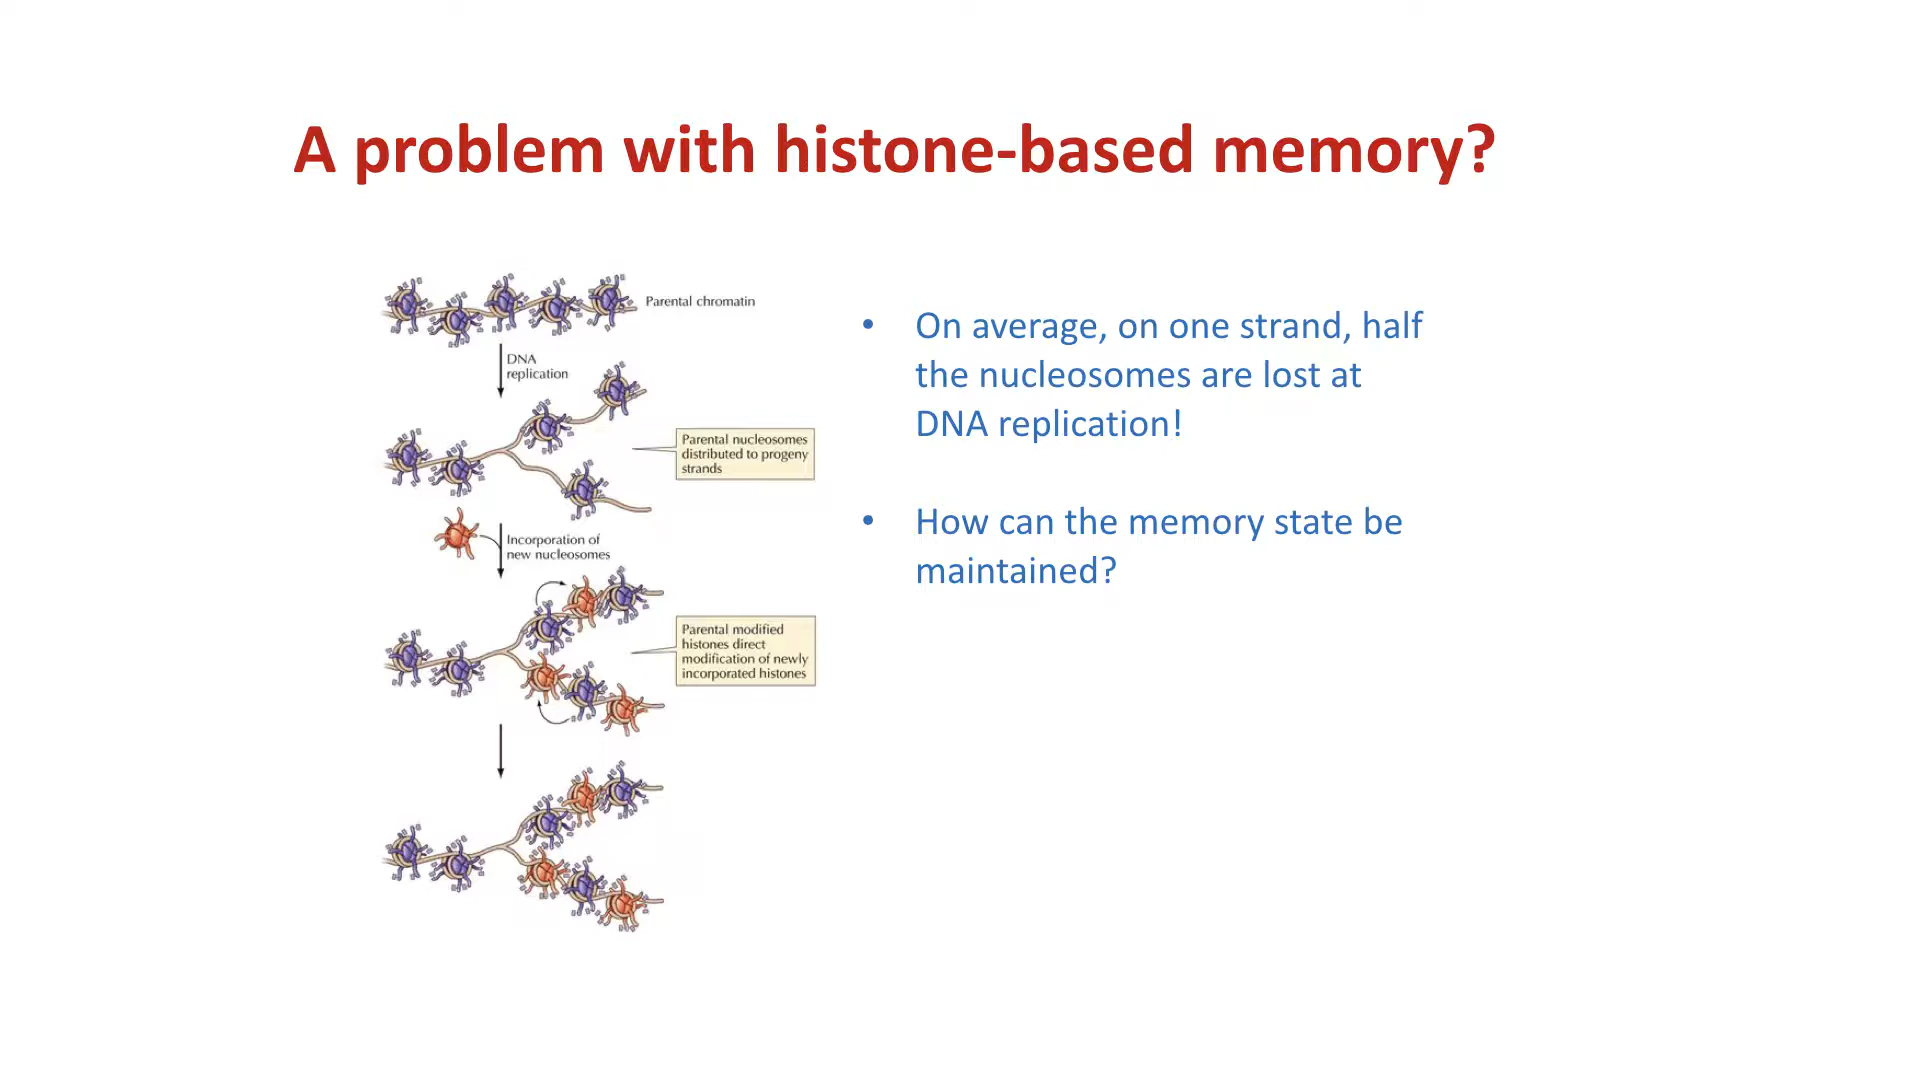 A problem with histone-based memory?
Parental chromatin
DNA
replication
Parental nucleosomes
distributed to progeny
strands
Incorporation of
new nucleosomes
Parental modified
histones direct
modification of newly
incorporated histones
• On average, on one strand, half
the nucleosomes are lost at
DNA replication!
• How can the memory state be
maintained?